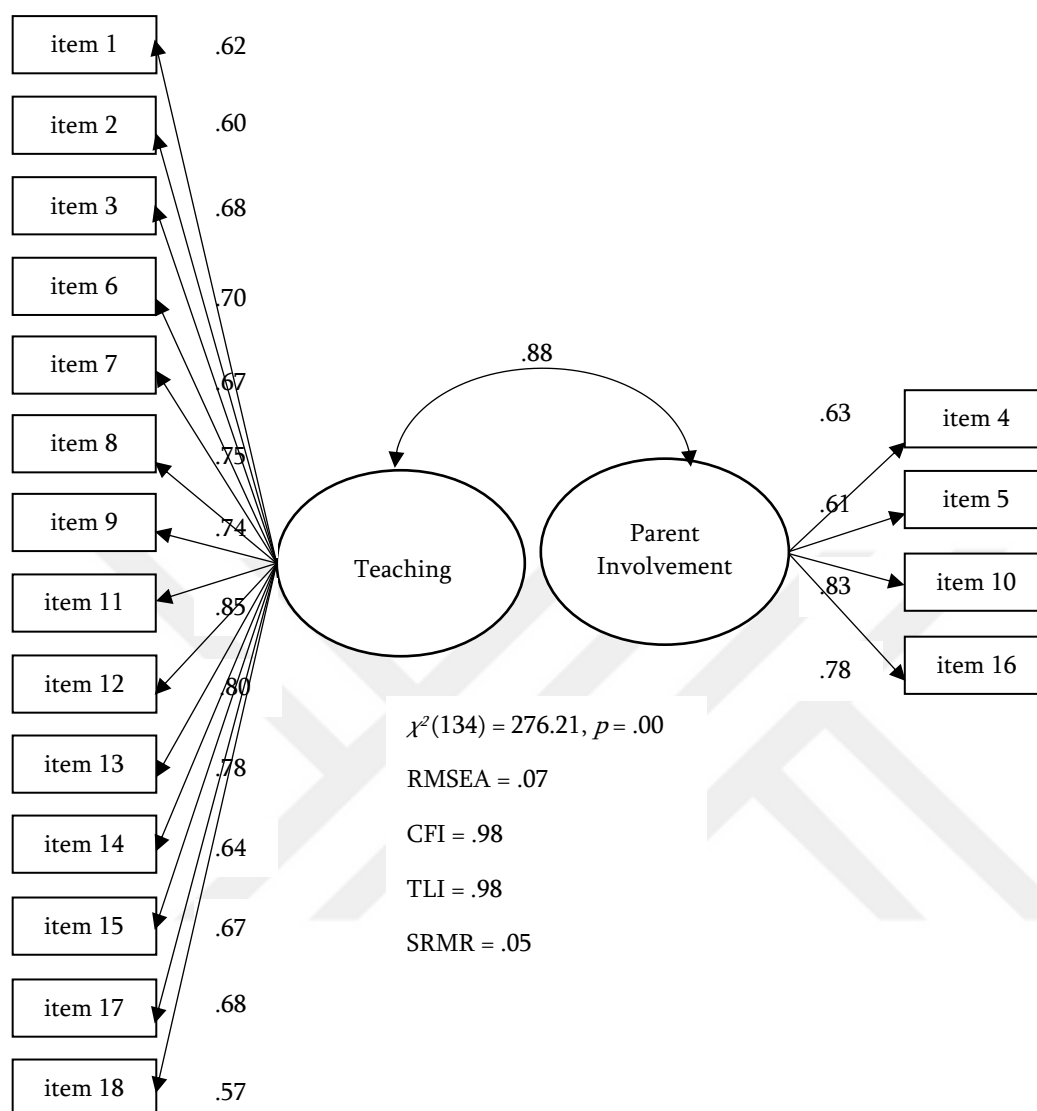 item 1 .62
item 2 .60
item 3 .68
item 6 .70
item 7 .67
item 8 .75
item 9 .74
item 11 .85
item 12 .80
item 13 .78
item 14 .64
item 15 .67
item 17 .68
item 18 .57
.88
Teaching
Parent
Involvement
.63 item 4
.61 item 5
.83 item 10
.78 item 16
χ²(134) = 276.21, p = .00
RMSEA = .07
CFI = .98
TLI = .98
SRMR = .05